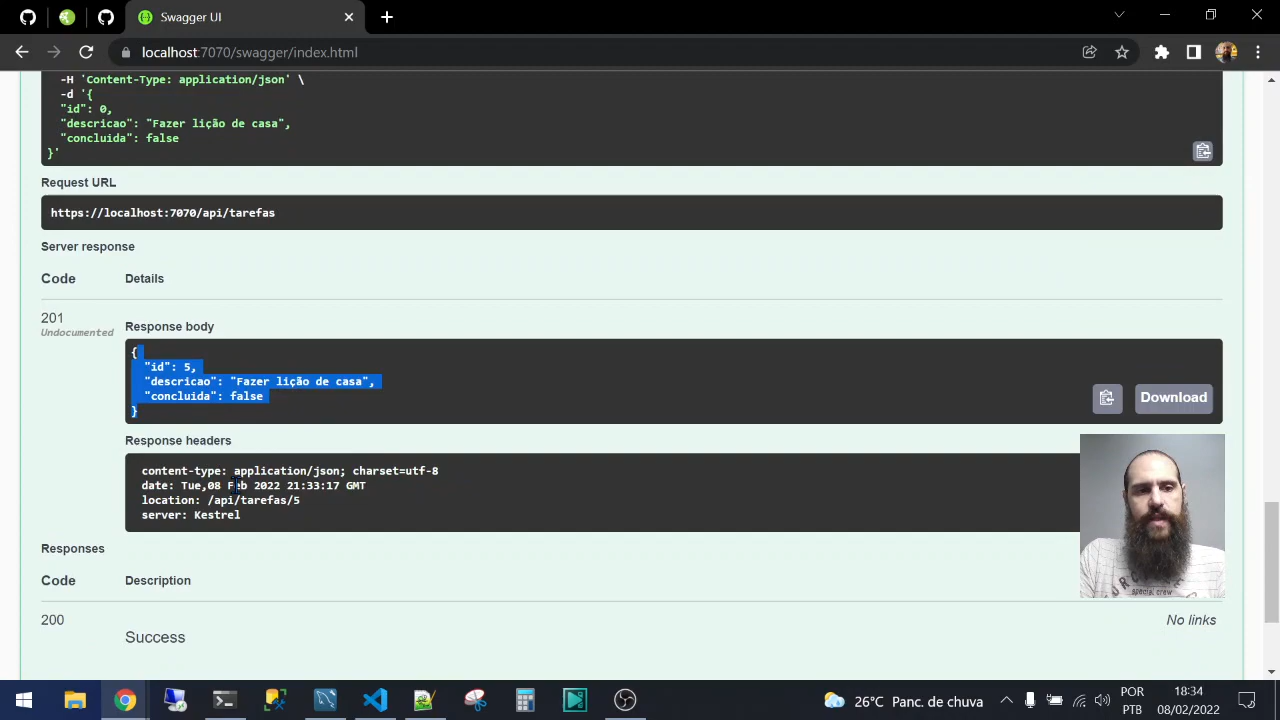 Swagger UI
localhost:7070/swagger/index.html
-H 'Content-Type: application/json' \
-d '{
"id": 0,
"descricao": "Fazer lição de casa",
"concluida": false
}'
Request URL
https://localhost:7070/api/tarefas
Server response
Code Details
201
Undocumented
Response body
{
"id": 5,
"descricao": "Fazer lição de casa",
"concluida": false
}
Download
Response headers
content-type: application/json; charset=utf-8
date: Tue,08 Feb 2022 21:33:17 GMT
location: /api/tarefas/5
server: Kestrel
Responses
Code Description
200 No links
Success
26°C Panc. de chuva
POR
PTB
18:34
08/02/2022